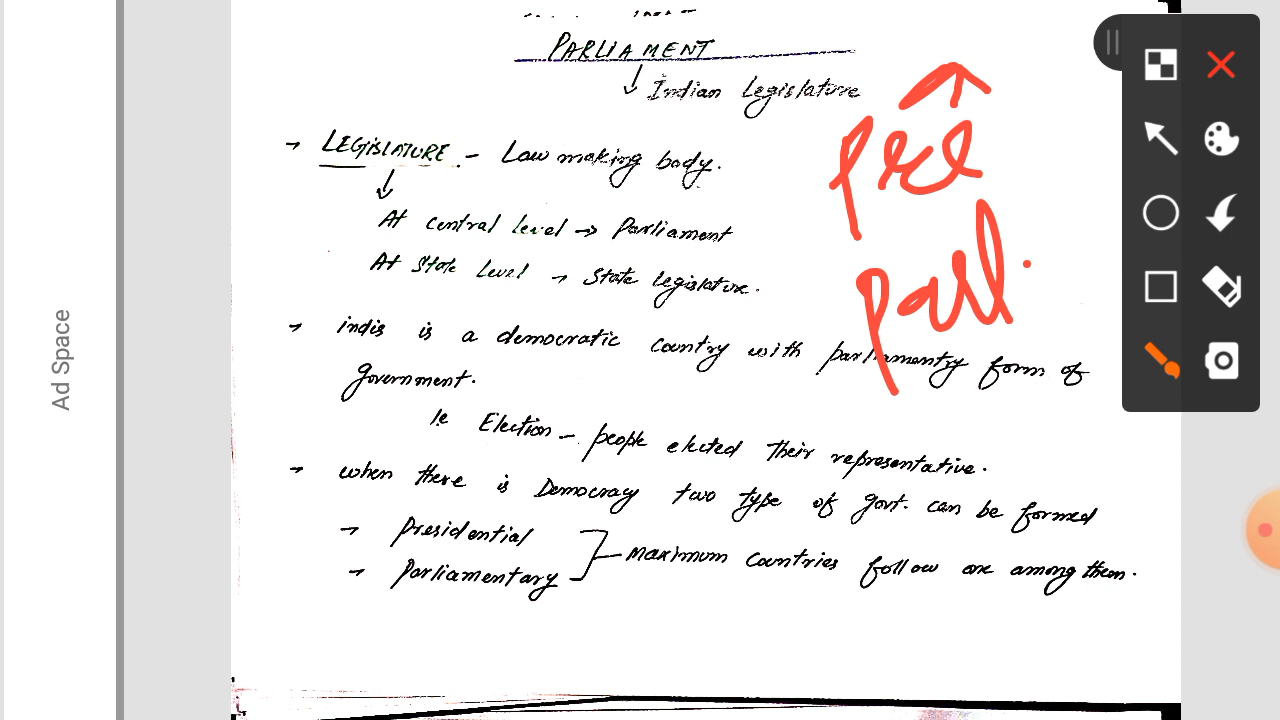 PARLIAMENT
↓ Indian Legislature
→ LEGISLATURE - Law making body.
↓
At central level → Parliament
At State Level → State legislature.
→ indis is a democratic country with parliamentry form of
government.
ie Election - people elected their representative.
→ when there is Democracy two type of govt. can be formed
→ Presidential
→ Parliamentary
maximum countries follow one among them.
pre
parl.
Ad Space